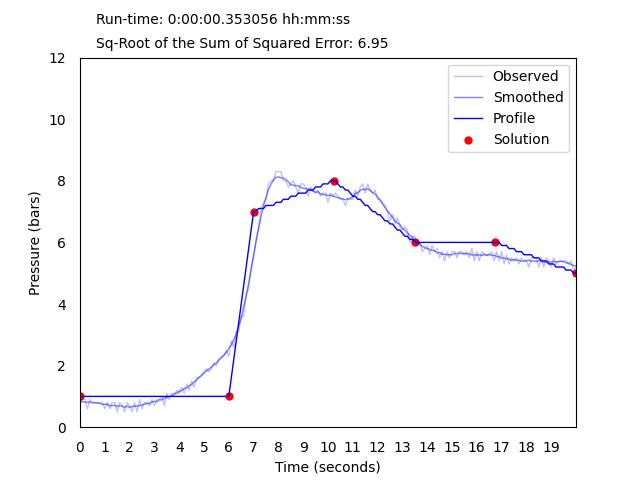 Run-time: 0:00:00.353056 hh:mm:ss
Sq-Root of the Sum of Squared Error: 6.95
12
10
8
6
4
2
0
Pressure (bars)
Observed
Smoothed
Profile
Solution
0 1 2 3 4 5 6 7 8 9 10 11 12 13 14 15 16 17 18 19
Time (seconds)